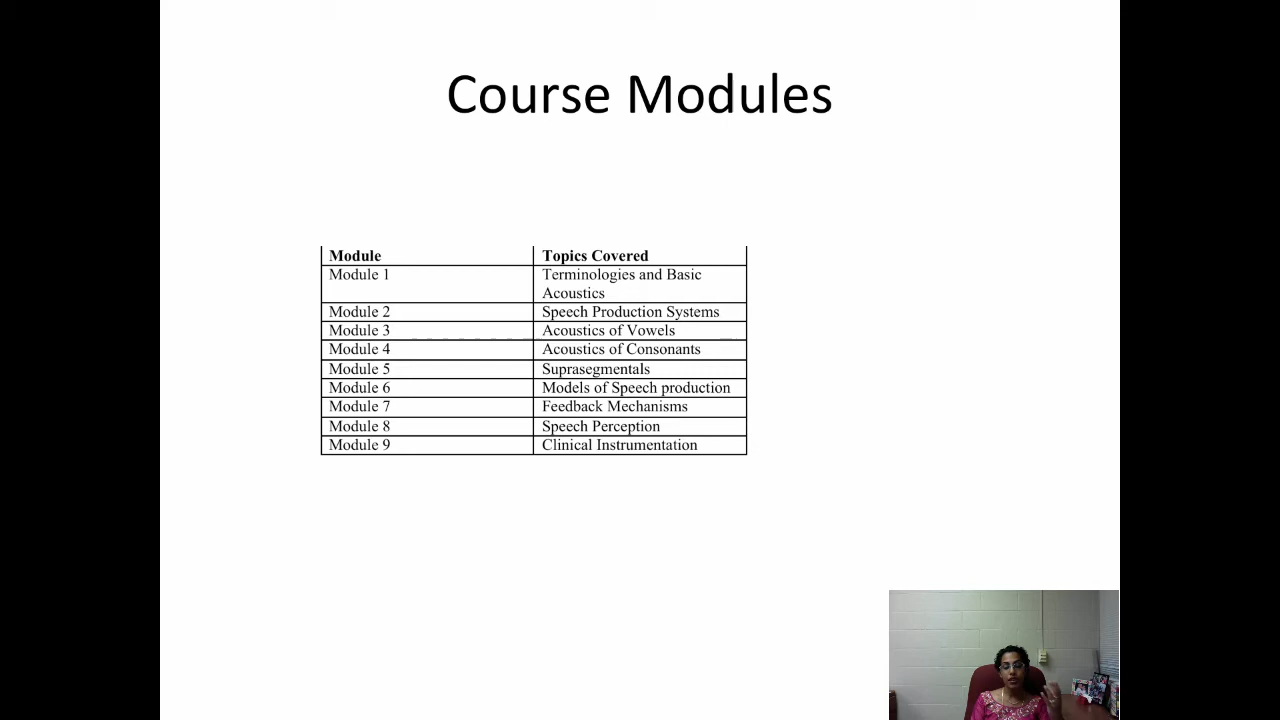 Course Modules
Module Topics Covered
Module 1 Terminologies and Basic
Acoustics
Module 2 Speech Production Systems
Module 3 Acoustics of Vowels
Module 4 Acoustics of Consonants
Module 5 Suprasegmentals
Module 6 Models of Speech production
Module 7 Feedback Mechanisms
Module 8 Speech Perception
Module 9 Clinical Instrumentation